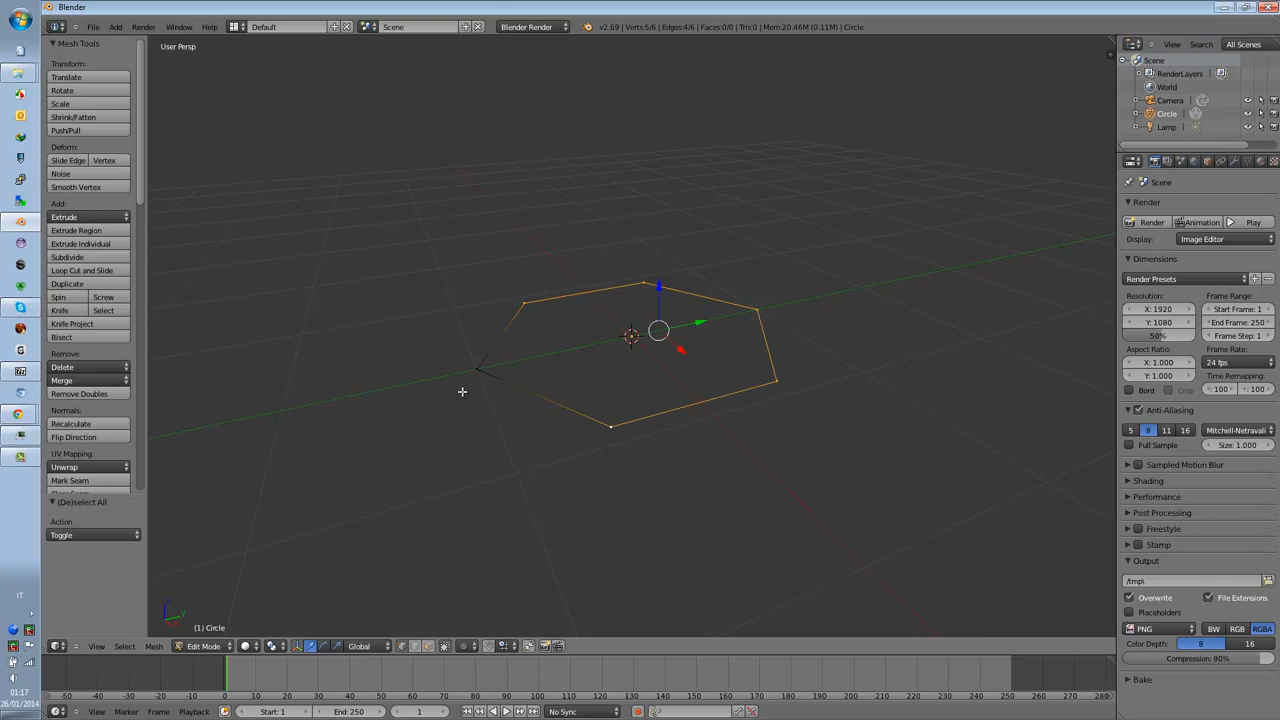 Blender
File Add Render Window Help
Default
Scene
Blender Render
v2.69 | Verts:5/6 | Edges:4/6 | Faces:0/0 | Tris:0 | Mem:20.46M (0.11M) | Circle
View Search All Scenes
Mesh Tools
User Persp
Transform:
Translate
Rotate
Scale
Shrink/Fatten
Push/Pull
Deform:
Slide Edge Vertex
Noise
Smooth Vertex
Add:
Extrude
Extrude Region
Extrude Individual
Subdivide
Loop Cut and Slide
Duplicate
Spin Screw
Knife Select
Knife Project
Bisect
Remove:
Delete
Merge
Remove Doubles
Normals:
Recalculate
Flip Direction
UV Mapping:
Unwrap
Mark Seam
(De)select All
Action
Toggle
Scene
RenderLayers
World
Camera
Circle
Lamp
Scene
Render
Render Animation Play
Display: Image Editor
Dimensions
Render Presets
Resolution: Frame Range:
X: 1920 Start Frame: 1
Y: 1080 End Frame: 250
50% Frame Step: 1
Aspect Ratio: Frame Rate:
X: 1.000 24 fps
Y: 1.000 Time Remapping:
Bord Crop : 100 : 100
Anti-Aliasing
5 8 11 16 Mitchell-Netravali
Full Sample Size: 1.000
Sampled Motion Blur
Shading
Performance
Post Processing
Freestyle
Stamp
Output
/tmp\
Overwrite File Extensions
Placeholders
PNG BW RGB RGBA
Color Depth: 8 16
Compression: 90%
Bake
(1) Circle
View Select Mesh Edit Mode Global
-50 -40 -30 -20 -10 0 10 20 30 40 50 60 70 80 90 100 110 120 130 140 150 160 170 180 190 200 210 220 230 240 250 260 270 280
View Marker Frame Playback Start: 1 End: 250 1 No Sync
IT
01:17
26/01/2014